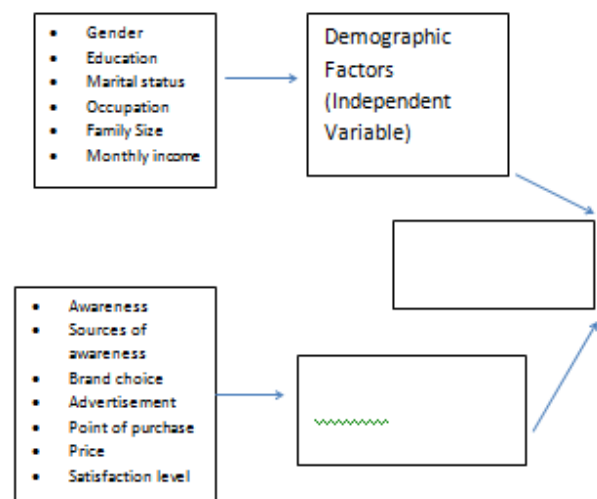 • Gender
• Education
• Marital status
• Occupation
• Family Size
• Monthly income
Demographic
Factors
(Independent
Variable)
• Awareness
• Sources of
awareness
• Brand choice
• Advertisement
• Point of purchase
• Price
• Satisfaction level